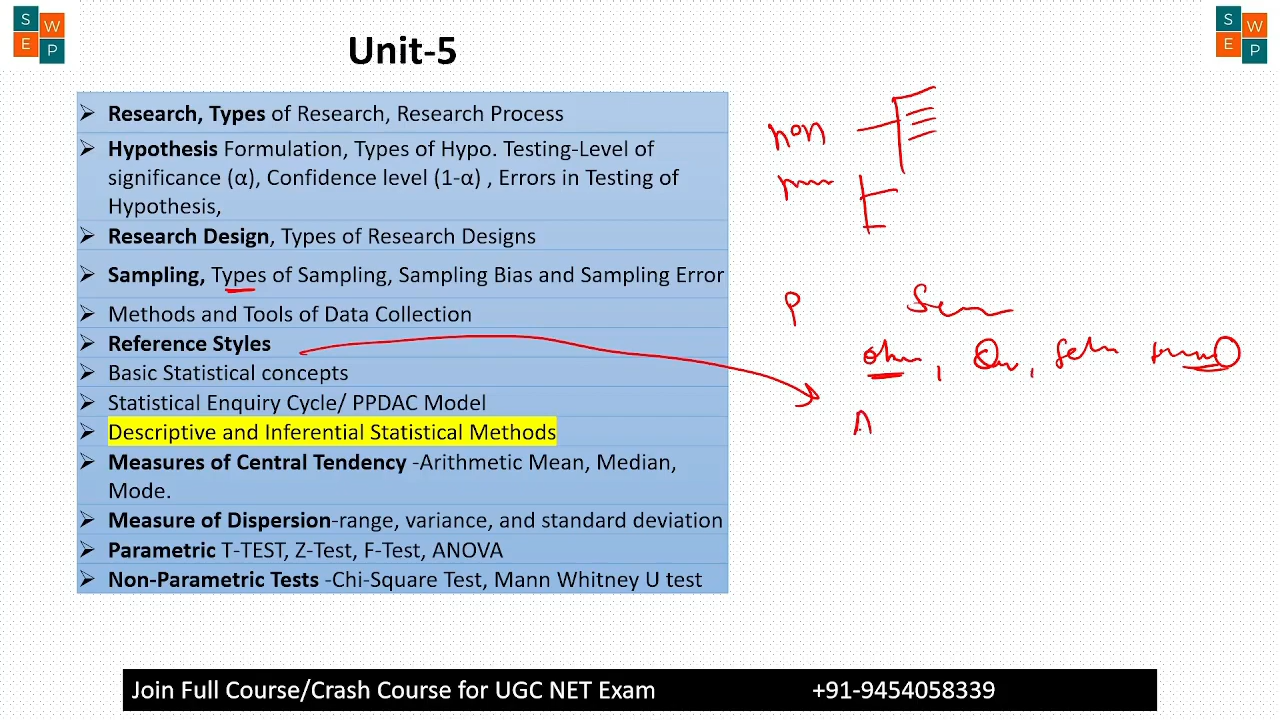 S W E P
S W E P
Unit-5
➢ Research, Types of Research, Research Process
➢ Hypothesis Formulation, Types of Hypo. Testing-Level of
significance (α), Confidence level (1-α) , Errors in Testing of
Hypothesis,
➢ Research Design, Types of Research Designs
➢ Sampling, Types of Sampling, Sampling Bias and Sampling Error
➢ Methods and Tools of Data Collection
➢ Reference Styles
➢ Basic Statistical concepts
➢ Statistical Enquiry Cycle/ PPDAC Model
➢ Descriptive and Inferential Statistical Methods
➢ Measures of Central Tendency -Arithmetic Mean, Median,
Mode.
➢ Measure of Dispersion-range, variance, and standard deviation
➢ Parametric T-TEST, Z-Test, F-Test, ANOVA
➢ Non-Parametric Tests -Chi-Square Test, Mann Whitney U test
non
P
A
Join Full Course/Crash Course for UGC NET Exam +91-9454058339